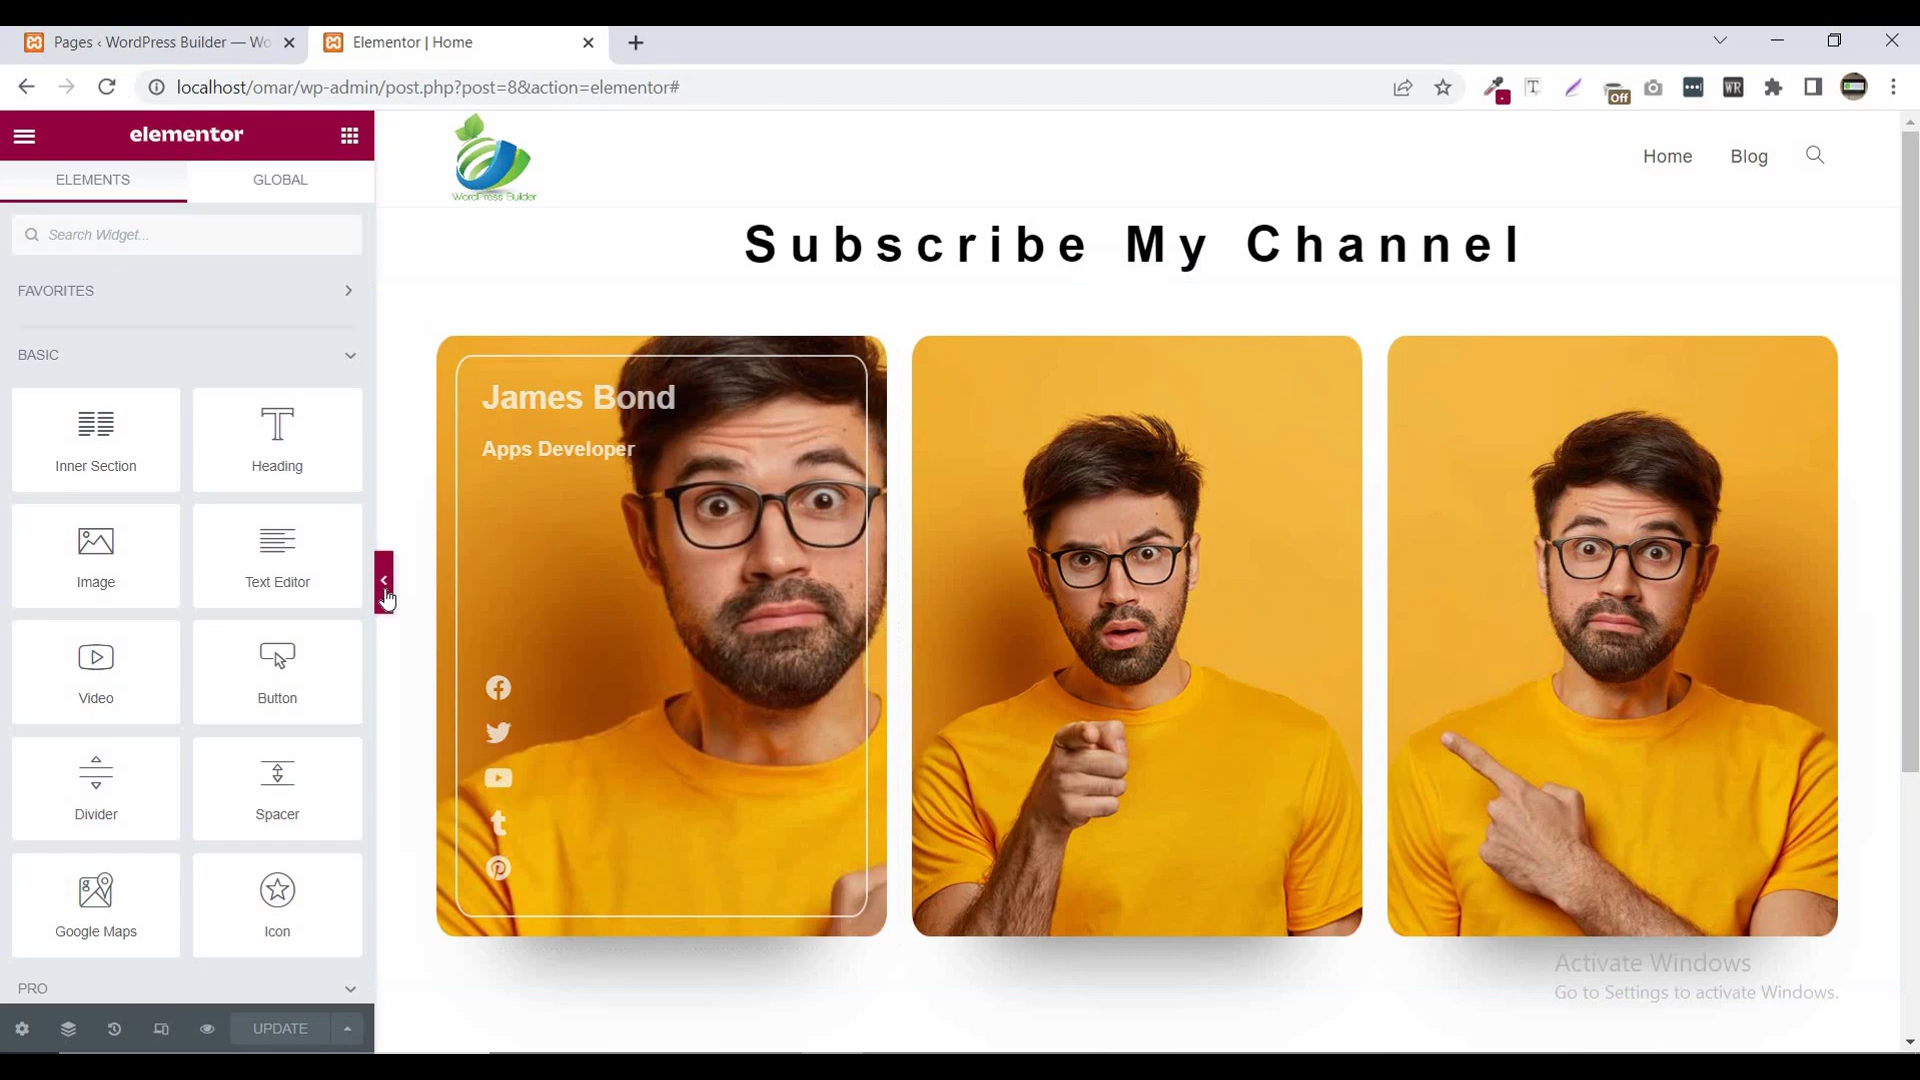 Pages ‹ WordPress Builder — Wo
Elementor | Home
localhost/omar/wp-admin/post.php?post=8&action=elementor#
T
Off
WR
elementor
ELEMENTS
GLOBAL
Search Widget...
FAVORITES
BASIC
Inner Section
Heading
Image
Text Editor
Video
Button
Divider
Spacer
Google Maps
Icon
PRO
UPDATE
WordPress Builder
Home
Blog
Subscribe My Channel
James Bond
Apps Developer
Activate Windows
Go to Settings to activate Windows.